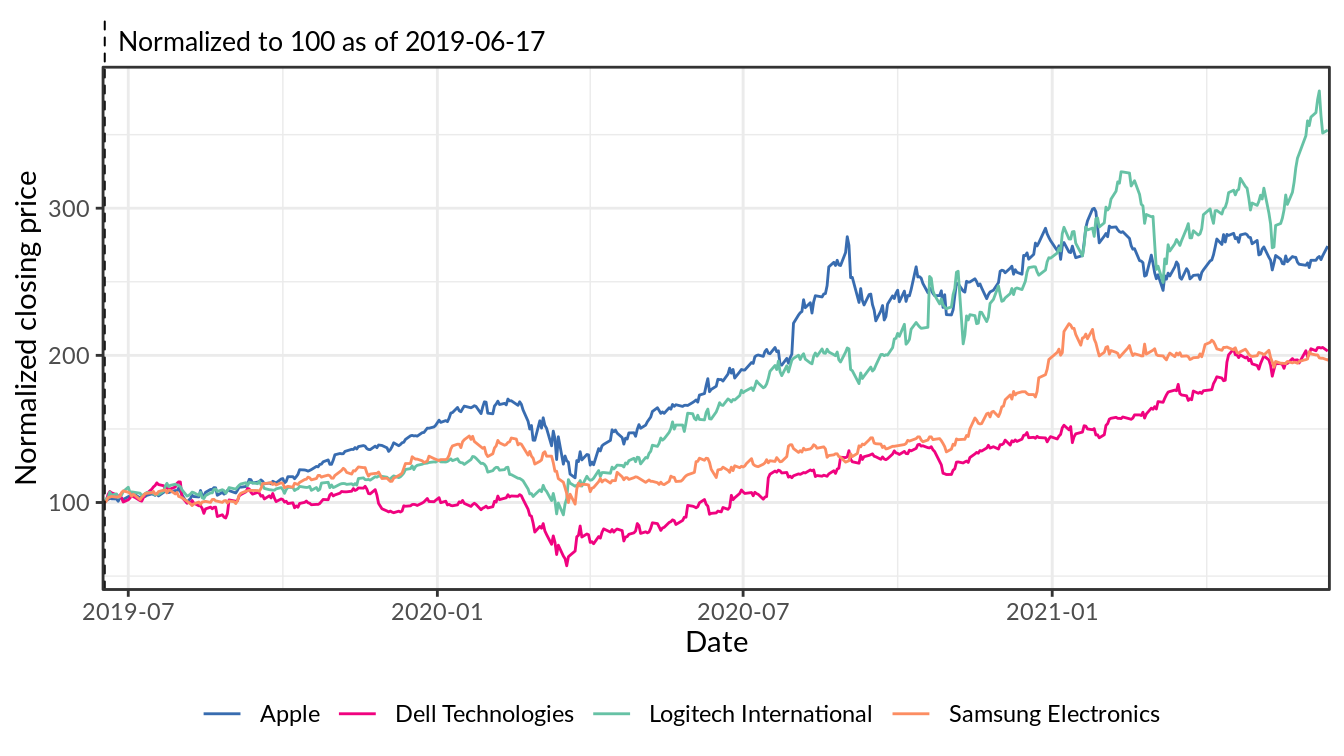 Normalized to 100 as of 2019-06-17
Normalized closing price
300
200
100
2019-07 2020-01 2020-07 2021-01
Date
Apple Dell Technologies Logitech International Samsung Electronics